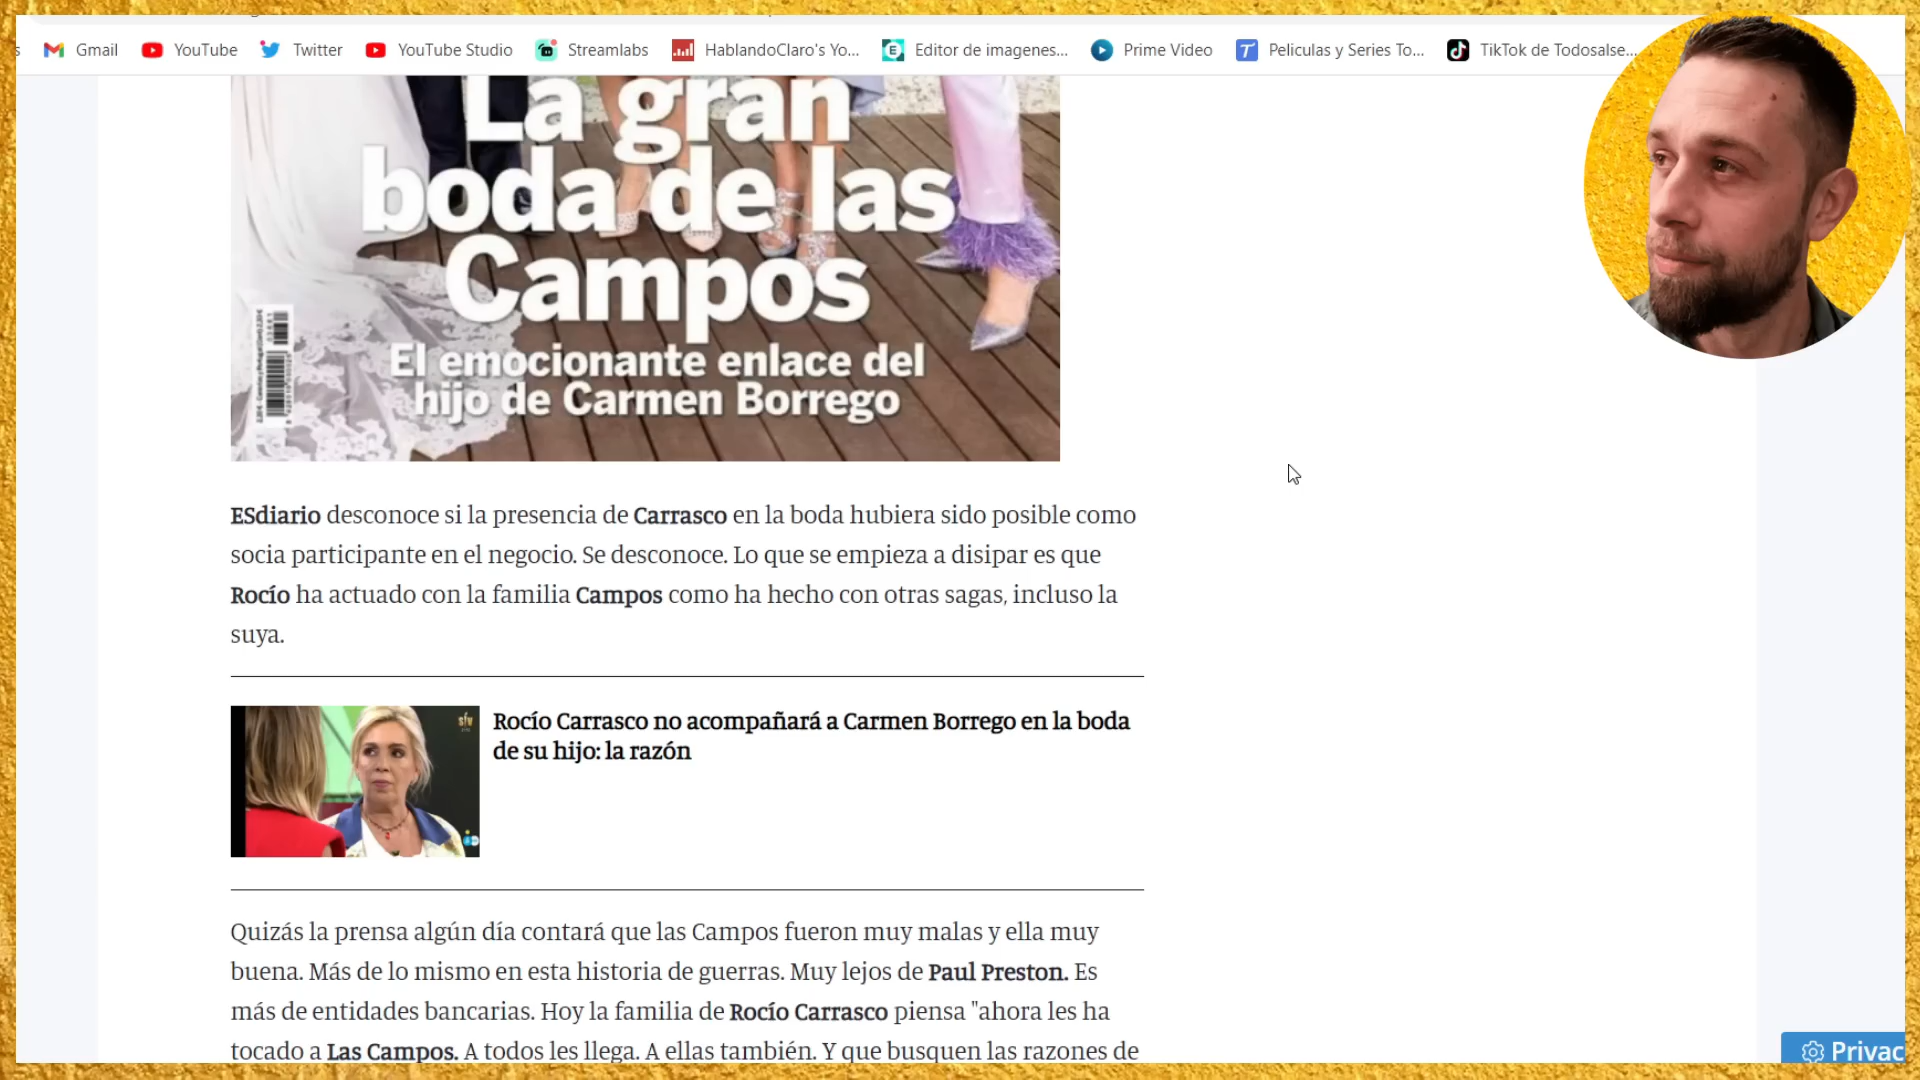 Gmail YouTube Twitter YouTube Studio Streamlabs HablandoClaro's Yo... Editor de imagenes... Prime Video Peliculas y Series To... TikTok de Todosalse...
La gran
boda de las
Campos
El emocionante enlace del
hijo de Carmen Borrego
ESdiario desconoce si la presencia de Carrasco en la boda hubiera sido posible como
socia participante en el negocio. Se desconoce. Lo que se empieza a disipar es que
Rocío ha actuado con la familia Campos como ha hecho con otras sagas, incluso la
suya.
Rocío Carrasco no acompañará a Carmen Borrego en la boda
de su hijo: la razón
Quizás la prensa algún día contará que las Campos fueron muy malas y ella muy
buena. Más de lo mismo en esta historia de guerras. Muy lejos de Paul Preston. Es
más de entidades bancarias. Hoy la familia de Rocío Carrasco piensa "ahora les ha
tocado a Las Campos. A todos les llega. A ellas también. Y que busquen las razones de
Privac